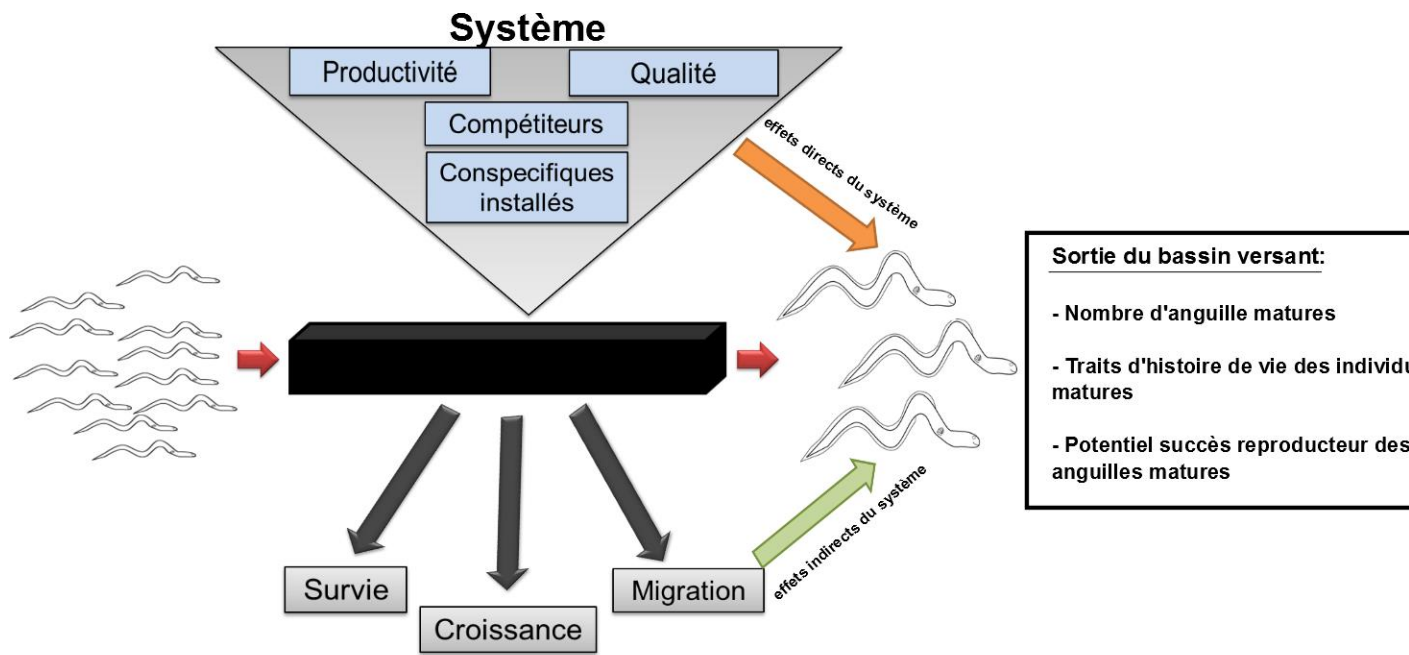 Système
Productivité
Qualité
Compétiteurs
Conspecifiques
installés
effets directs du système
Sortie du bassin versant:
- Nombre d'anguille matures
- Traits d'histoire de vie des individu
matures
- Potentiel succès reproducteur des
anguilles matures
effets indirects du système
Survie
Croissance
Migration